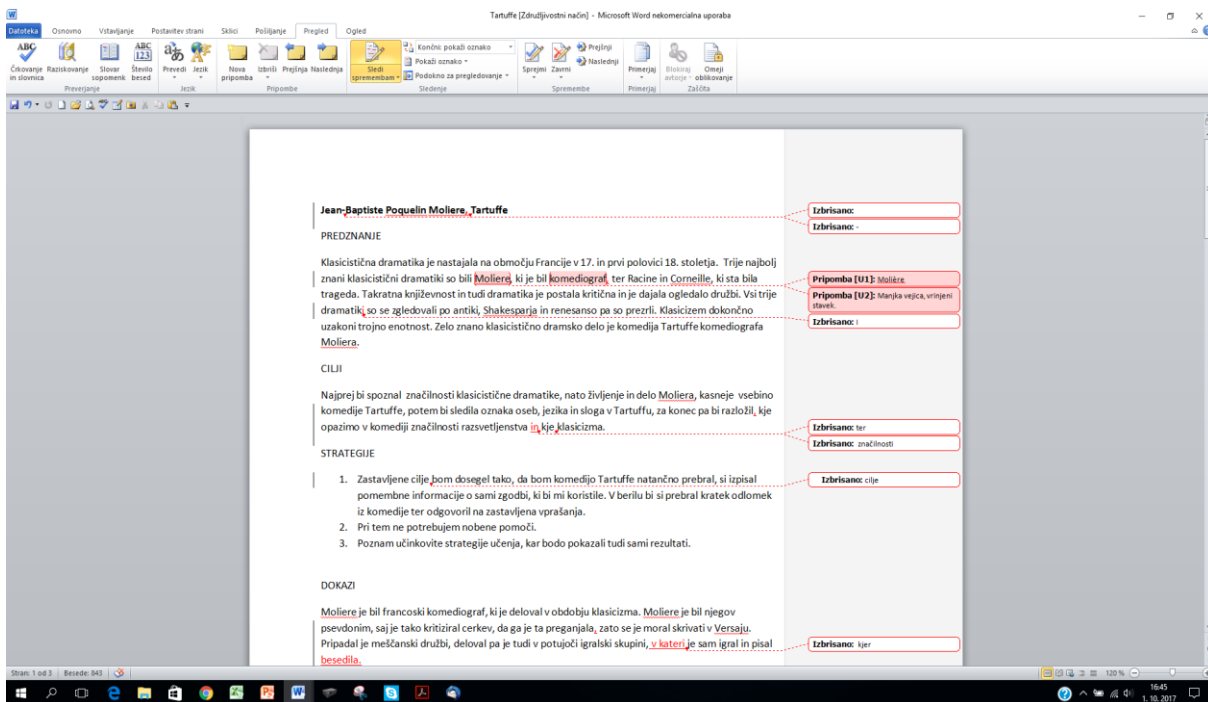 Tartuffe [Združljivostni način] - Microsoft Word nekomercialna uporaba
Datoteka Osnovno Vstavljanje Postavitev strani Sklici Pošiljanje Pregled Ogled
Črkovanje in slovnica Raziskovanje Slovar sopomenk Število besed Prevedi Jezik Nova pripomba Izbriši Prejšnja Naslednja Sledi spremembam Končni: pokaži oznako Pokaži oznako Podokno za pregledovanje Sprejmi Zavrni Prejšnji Naslednji Primerjaj Blokiraj avtorje Omeji oblikovanje
Preverjanje Jezik Pripombe Sledenje Spremembe Primerjaj Zaščita
Jean-Baptiste Poquelin Moliere, Tartuffe
Izbrisano:
Izbrisano: -
PREDZNANJE
Klasicistična dramatika je nastajala na območju Francije v 17. in prvi polovici 18. stoletja. Trije najbolj
znani klasicistični dramatiki so bili Moliere, ki je bil komediograf, ter Racine in Corneille, ki sta bila
Pripomba [U1]: Molière
trageda. Takratna književnost in tudi dramatika je postala kritična in je dajala ogledalo družbi. Vsi trije
Pripomba [U2]: Manjka vejica, vrinjeni
stavek.
dramatiki so se zgledovali po antiki, Shakesparja in renesanso pa so prezrli. Klasicizem dokončno
uzakoni trojno enotnost. Zelo znano klasicistično dramsko delo je komedija Tartuffe komediografa
Izbrisano: l
Moliera.
CILJI
Najprej bi spoznal značilnosti klasicistične dramatike, nato življenje in delo Moliera, kasneje vsebino
komedije Tartuffe, potem bi sledila oznaka oseb, jezika in sloga v Tartuffu, za konec pa bi razložil, kje
opazimo v komediji značilnosti razsvetljenstva in kje klasicizma.
Izbrisano: ter
Izbrisano: značilnosti
STRATEGIJE
1. Zastavljene cilje bom dosegel tako, da bom komedijo Tartuffe natančno prebral, si izpisal
Izbrisano: cilje
pomembne informacije o sami zgodbi, ki bi mi koristile. V berilu bi si prebral kratek odlomek
iz komedije ter odgovoril na zastavljena vprašanja.
2. Pri tem ne potrebujem nobene pomoči.
3. Poznam učinkovite strategije učenja, kar bodo pokazali tudi sami rezultati.
DOKAZI
Moliere je bil francoski komediograf, ki je deloval v obdobju klasicizma. Moliere je bil njegov
psevdonim, saj je tako kritiziral cerkev, da ga je ta preganjala, zato se je moral skrivati v Versaju.
Pripadal je meščanski družbi, deloval pa je tudi v potujoči igralski skupini, v kateri je sam igral in pisal
Izbrisano: kjer
besedila.
Stran: 1 od 3 Besede: 843 120 %
16:45
1. 10. 2017